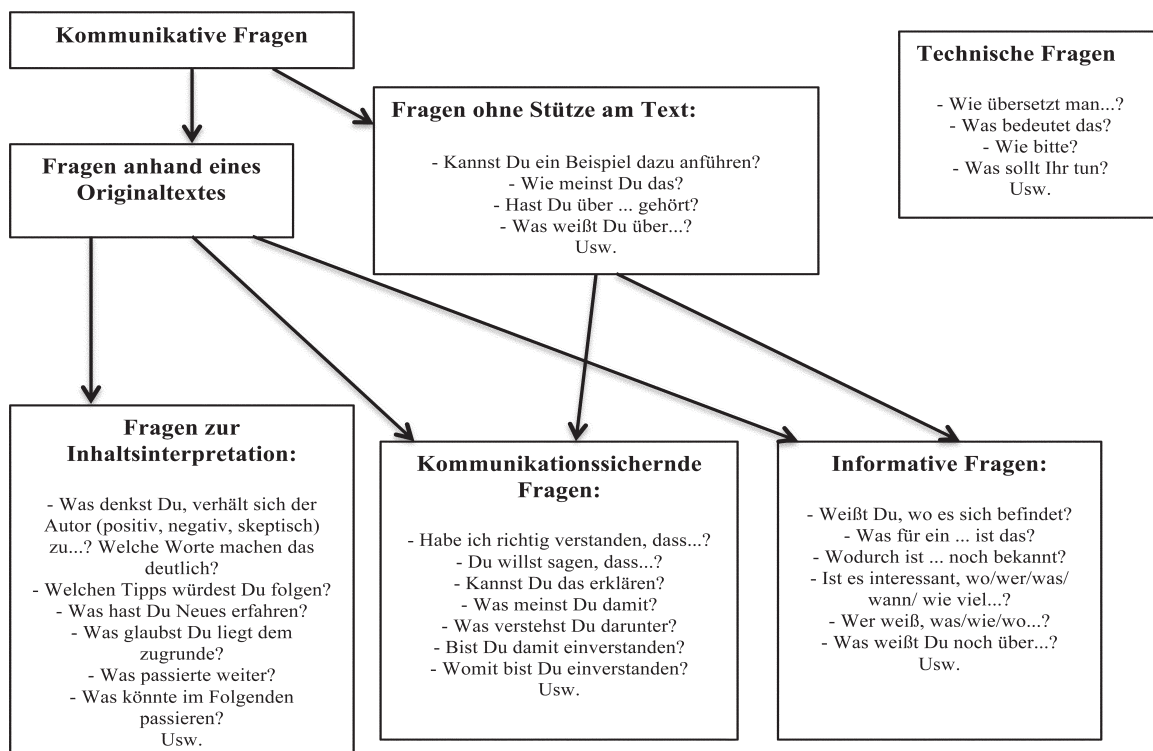 Kommunikative Fragen
Technische Fragen
- Wie übersetzt man...?
- Was bedeutet das?
- Wie bitte?
- Was sollt Ihr tun?
Usw.
Fragen ohne Stütze am Text:
- Kannst Du ein Beispiel dazu anführen?
- Wie meinst Du das?
- Hast Du über ... gehört?
- Was weißt Du über...?
Usw.
Fragen anhand eines
Originaltextes
Fragen zur
Inhaltsinterpretation:
- Was denkst Du, verhält sich der
Autor (positiv, negativ, skeptisch)
zu...? Welche Worte machen das
deutlich?
- Welchen Tipps würdest Du folgen?
- Was hast Du Neues erfahren?
- Was glaubst Du liegt dem
zugrunde?
- Was passierte weiter?
- Was könnte im Folgenden
passieren?
Usw.
Kommunikationssichernde
Fragen:
- Habe ich richtig verstanden, dass...?
- Du willst sagen, dass...?
- Kannst Du das erklären?
- Was meinst Du damit?
- Was verstehst Du darunter?
- Bist Du damit einverstanden?
- Womit bist Du einverstanden?
Usw.
Informative Fragen:
- Weißt Du, wo es sich befindet?
- Was für ein ... ist das?
- Wodurch ist ... noch bekannt?
- Ist es interessant, wo/wer/was/
wann/ wie viel...?
- Wer weiß, was/wie/wo...?
- Was weißt Du noch über...?
Usw.